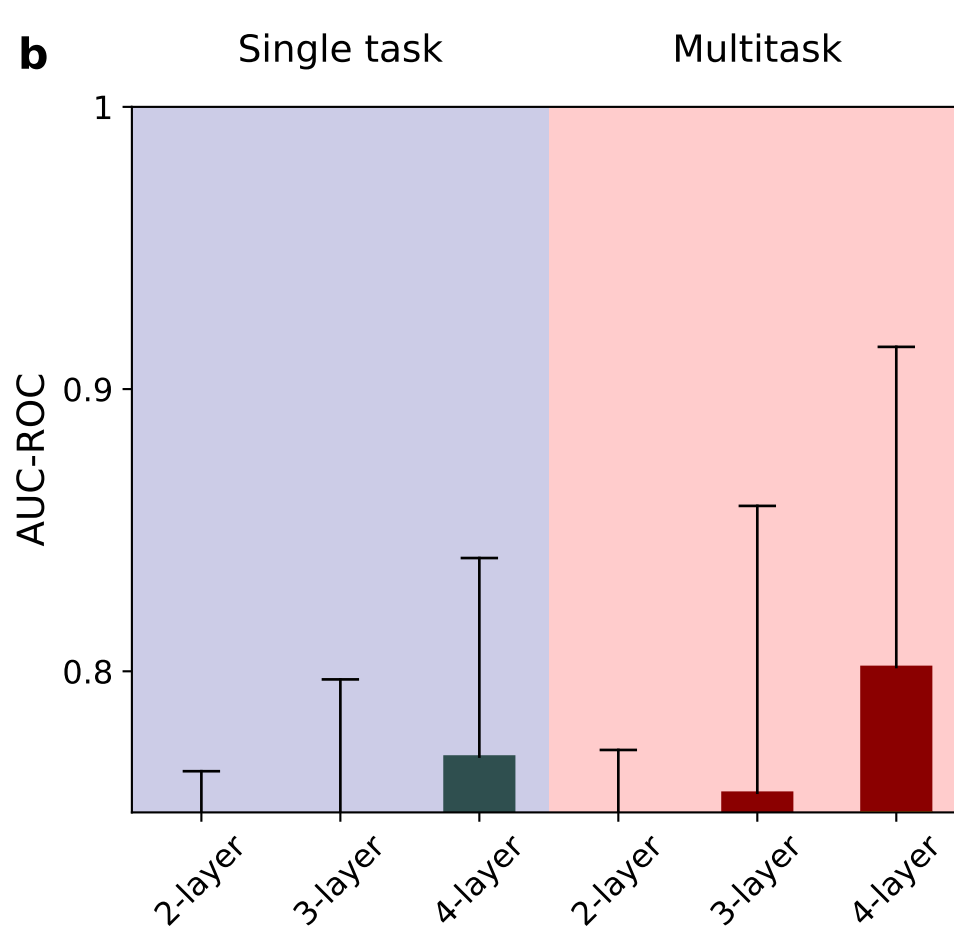 b
Single task
Multitask
1
0.9
0.8
AUC-ROC
2-layer
3-layer
4-layer
2-layer
3-layer
4-layer